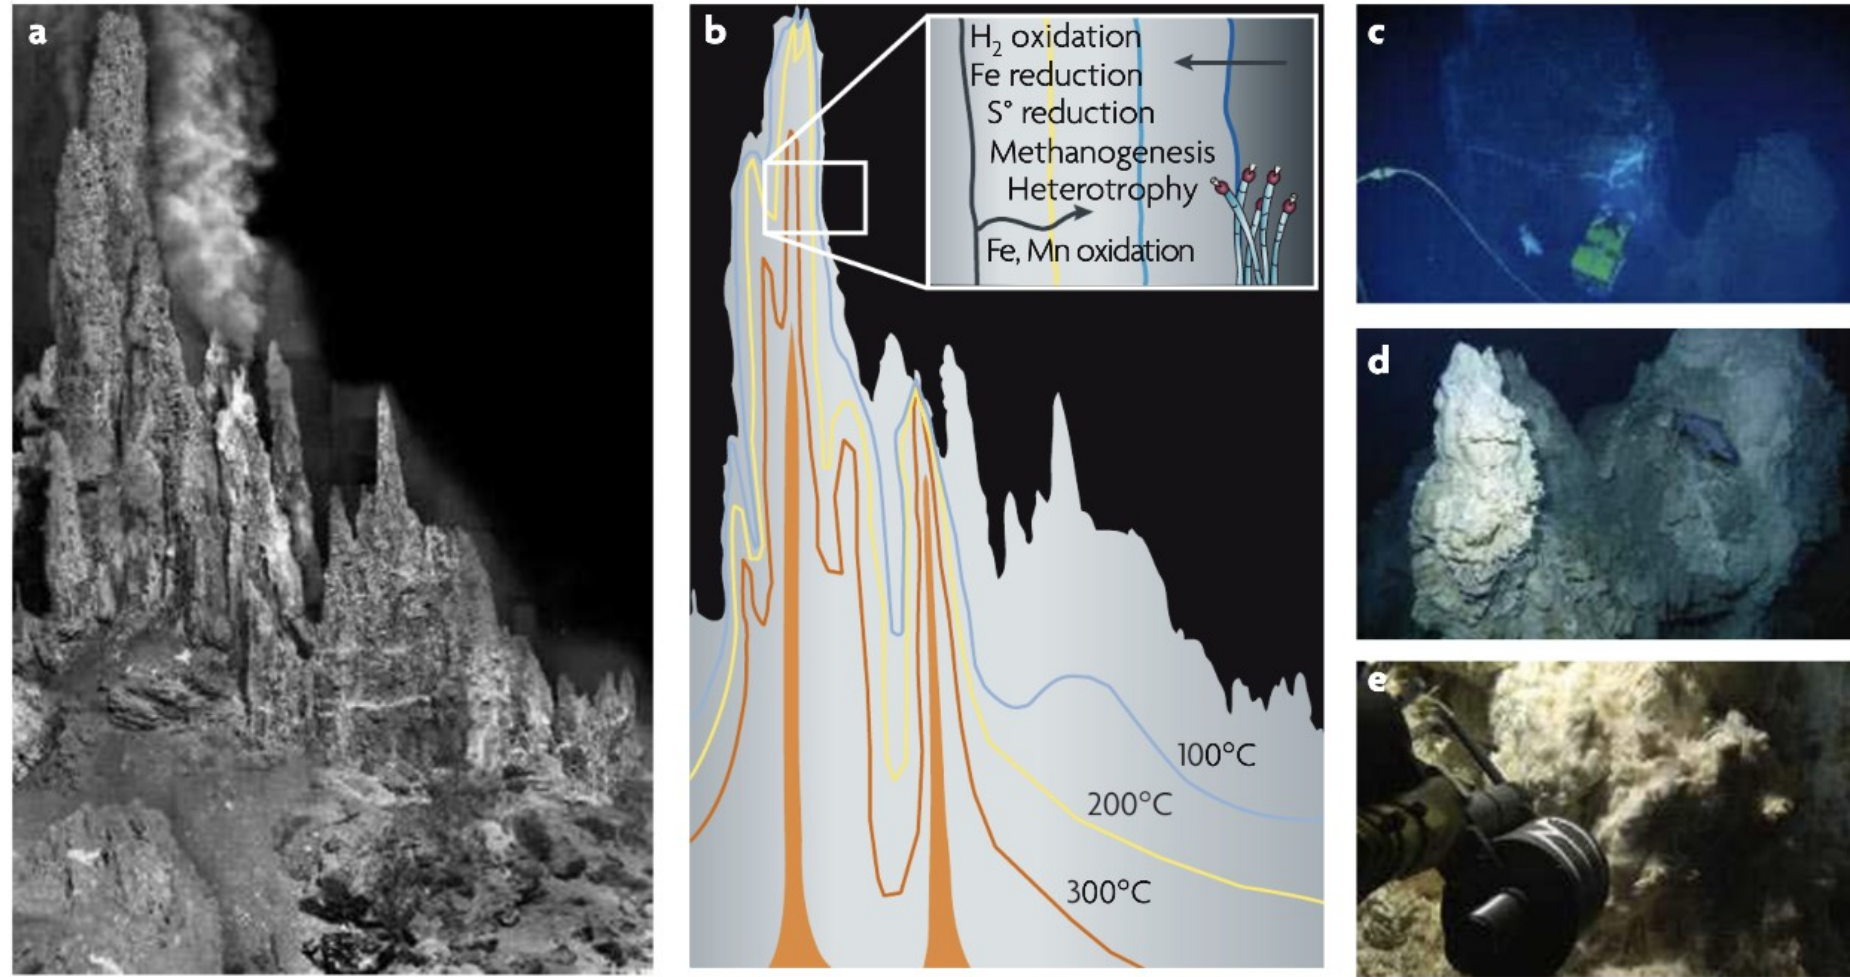 a
b
H₂ oxidation
Fe reduction
S° reduction
Methanogenesis
Heterotrophy
Fe, Mn oxidation
100°C
200°C
300°C
c
d
e